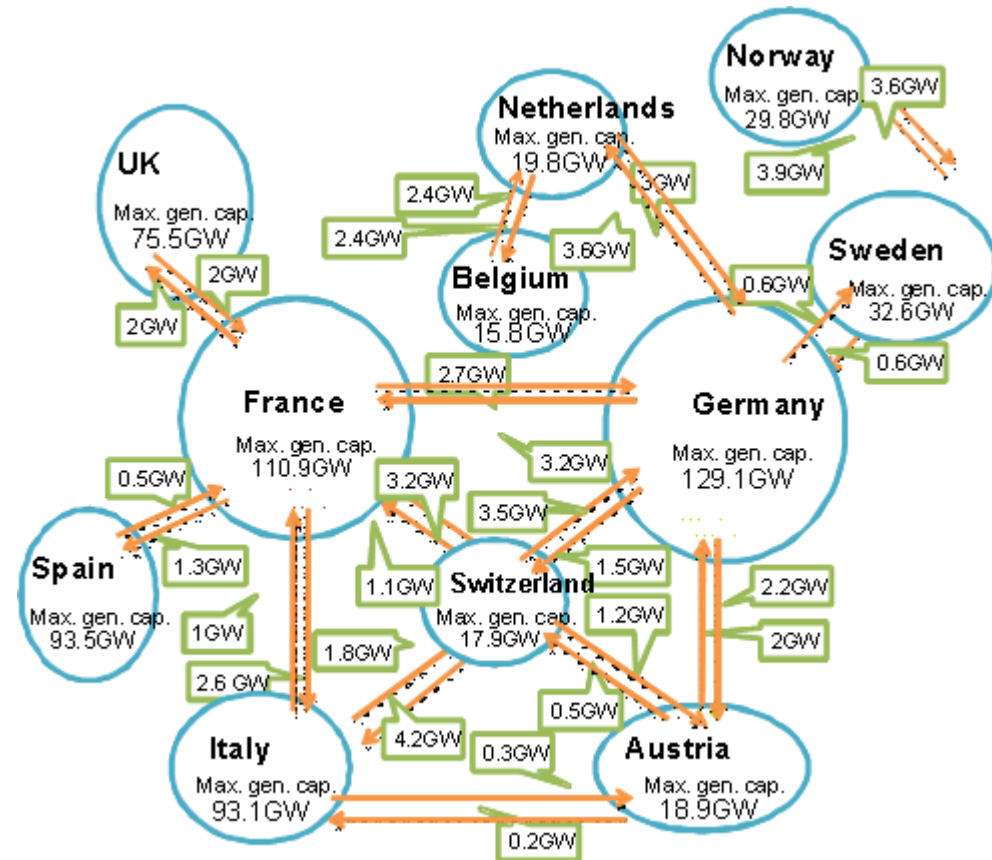 Norway
Max. gen. cap.
29.8GW
3.6GW
3.9GW
Netherlands
Max. gen. cap.
19.8GW
UK
Max. gen. cap.
75.5GW
2.4GW
2.4GW
3GW
3.6GW
Sweden
Max. gen. cap.
32.6GW
Belgium
Max. gen. cap.
15.8GW
2GW
2GW
0.6GW
0.6GW
2.7GW
France
Max. gen. cap.
110.9GW
Germany
Max. gen. cap.
129.1GW
3.2GW
0.5GW
3.2GW
3.5GW
1.3GW
Spain
Max. gen. cap.
93.5GW
1.1GW
Switzerland
Max. gen. cap.
17.9GW
1.5GW
1.2GW
2.2GW
2GW
1GW
1.8GW
2.6 GW
0.5GW
4.2GW
0.3GW
Italy
Max. gen. cap.
93.1GW
Austria
Max. gen. cap.
18.9GW
0.2GW